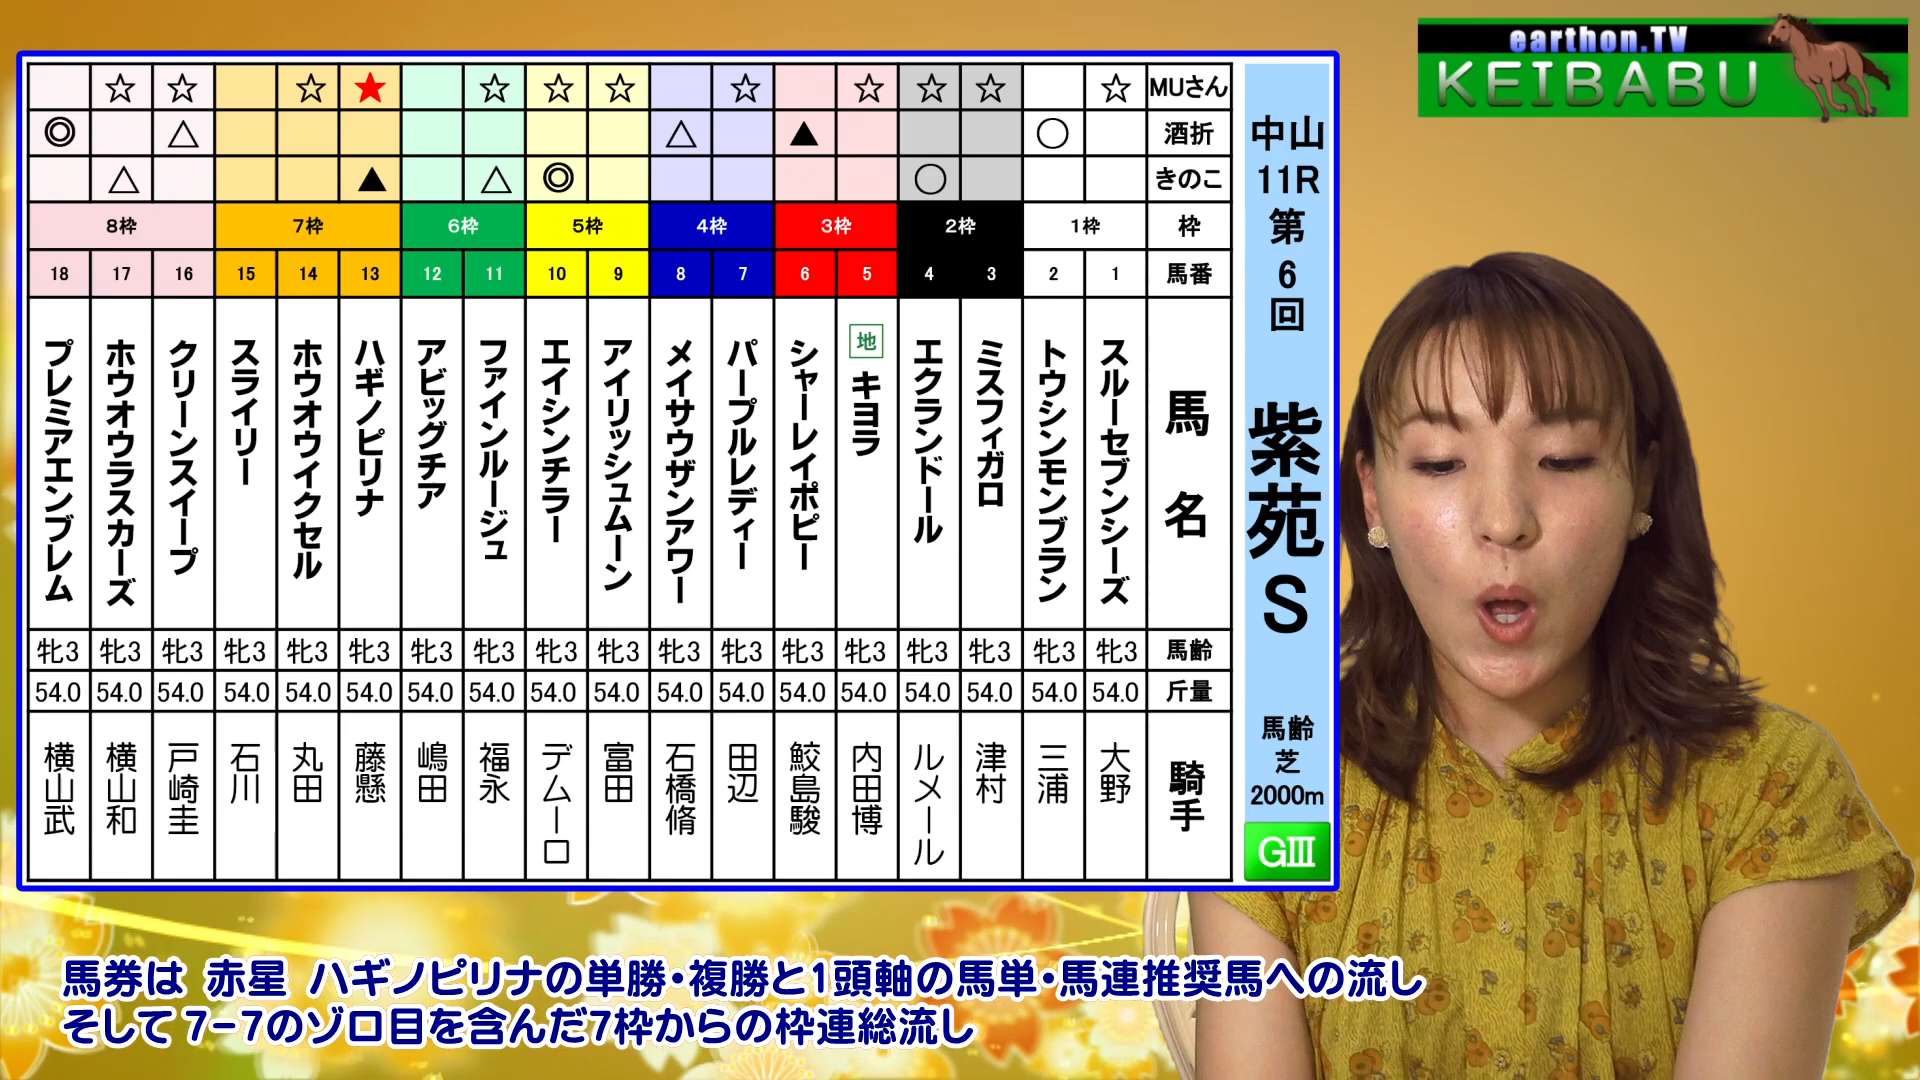 earthon.TV
KEIBABU
中山
11R
第
6
回
紫苑S
馬齢
芝
2000m
GⅢ
☆ ☆ ☆ ★ ☆ ☆ ☆ ☆ ☆ ☆ ☆ ☆ MUさん
◎ △ △ ▲ ○ 酒折
△ ▲ △ ◎ ○ きのこ
8枠 7枠 6枠 5枠 4枠 3枠 2枠 1枠 枠
18 17 16 15 14 13 12 11 10 9 8 7 6 5 4 3 2 1 馬番
馬名
スルーセブンシーズ
トウシンモンブラン
ミスフィガロ
エクランドール
地 キヨラ
シャーレイポピー
パープルレディー
メイサウザンアワー
アイリッシュムーン
エイシンチラー
ファインルージュ
アビッグチア
ハギノピリナ
ホウオウイクセル
スライリー
クリーンスイープ
ホウオウラスカーズ
プレミアエンブレム
牝3 牝3 牝3 牝3 牝3 牝3 牝3 牝3 牝3 牝3 牝3 牝3 牝3 牝3 牝3 牝3 牝3 牝3 馬齢
54.0 54.0 54.0 54.0 54.0 54.0 54.0 54.0 54.0 54.0 54.0 54.0 54.0 54.0 54.0 54.0 54.0 54.0 斤量
騎手
大野
三浦
津村
ルメール
内田博
鮫島駿
田辺
石橋脩
富田
デムーロ
福永
嶋田
藤懸
丸田
石川
戸崎圭
横山和
横山武
馬券は 赤星 ハギノピリナの単勝・複勝と1頭軸の馬単・馬連推奨馬への流し
そして7-7のゾロ目を含んだ7枠からの枠連総流し